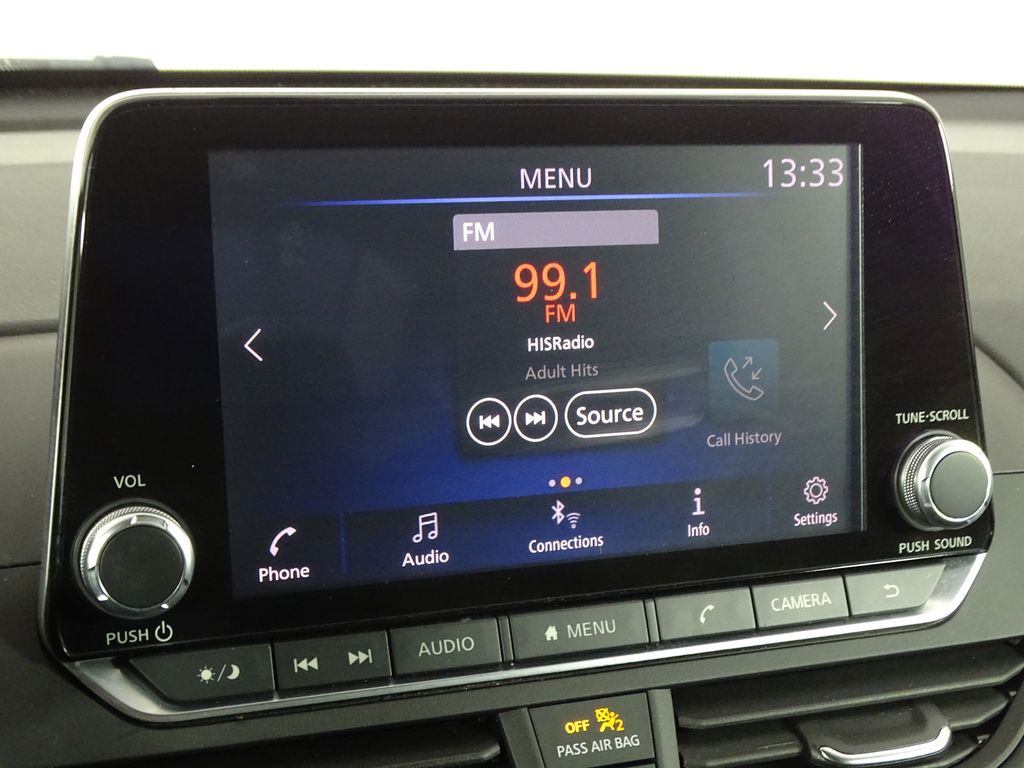 MENU
13:33
FM
99.1
FM
HISRadio
Adult Hits
Source
Call History
Phone
Audio
Connections
Info
Settings
VOL
PUSH
TUNE·SCROLL
PUSH SOUND
AUDIO
MENU
CAMERA
OFF 2
PASS AIR BAG